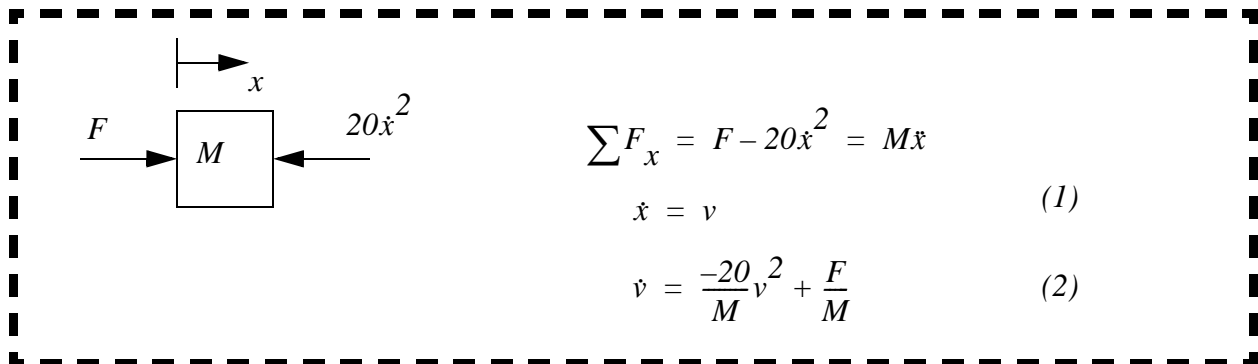 x
F
M
20ẋ²
∑Fₓ = F – 20ẋ² = Mẍ
ẋ = v (1)
v̇ = –20/M v² + F/M (2)